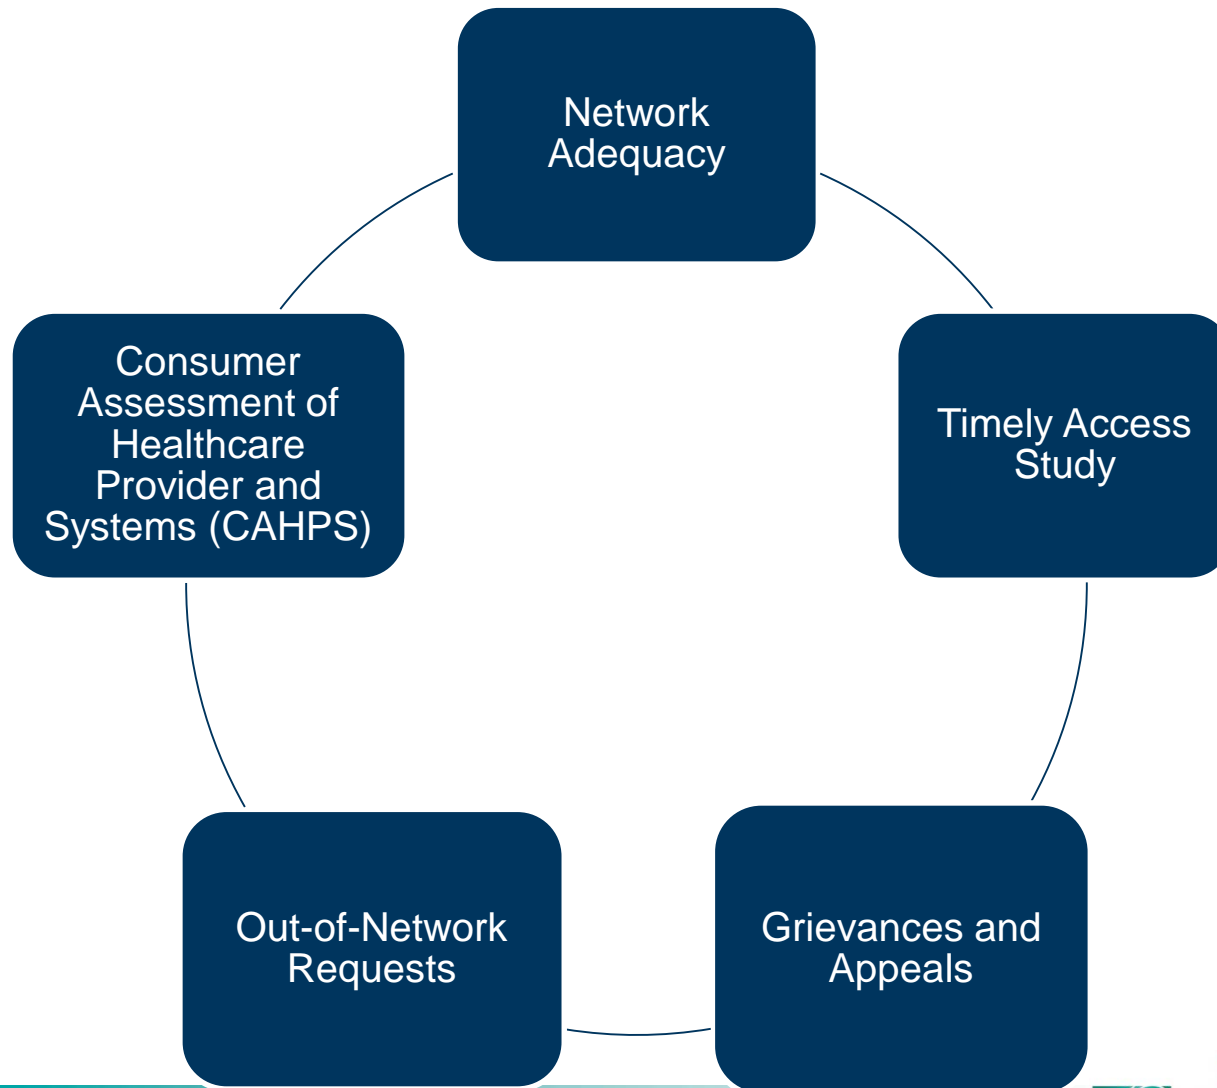 Network
Adequacy
Timely Access
Study
Grievances and
Appeals
Out-of-Network
Requests
Consumer
Assessment of
Healthcare
Provider and
Systems (CAHPS)